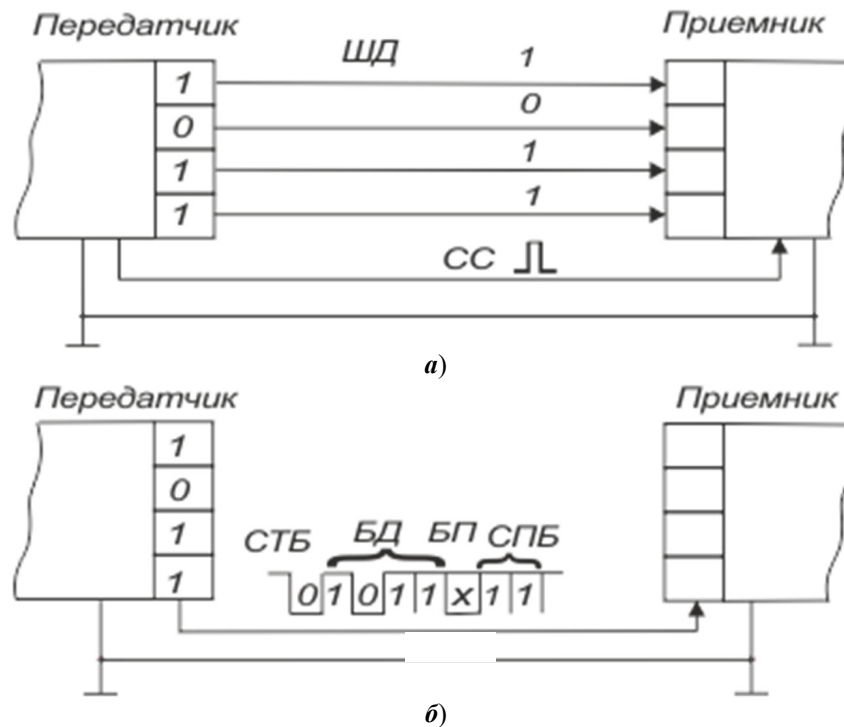 Передатчик Приемник
ШД
1 1
0 0
1 1
1 1
СС
а)
Передатчик Приемник
1
0
1
1
СТБ БД БП СПБ
0 1 0 1 1 x 1 1
б)